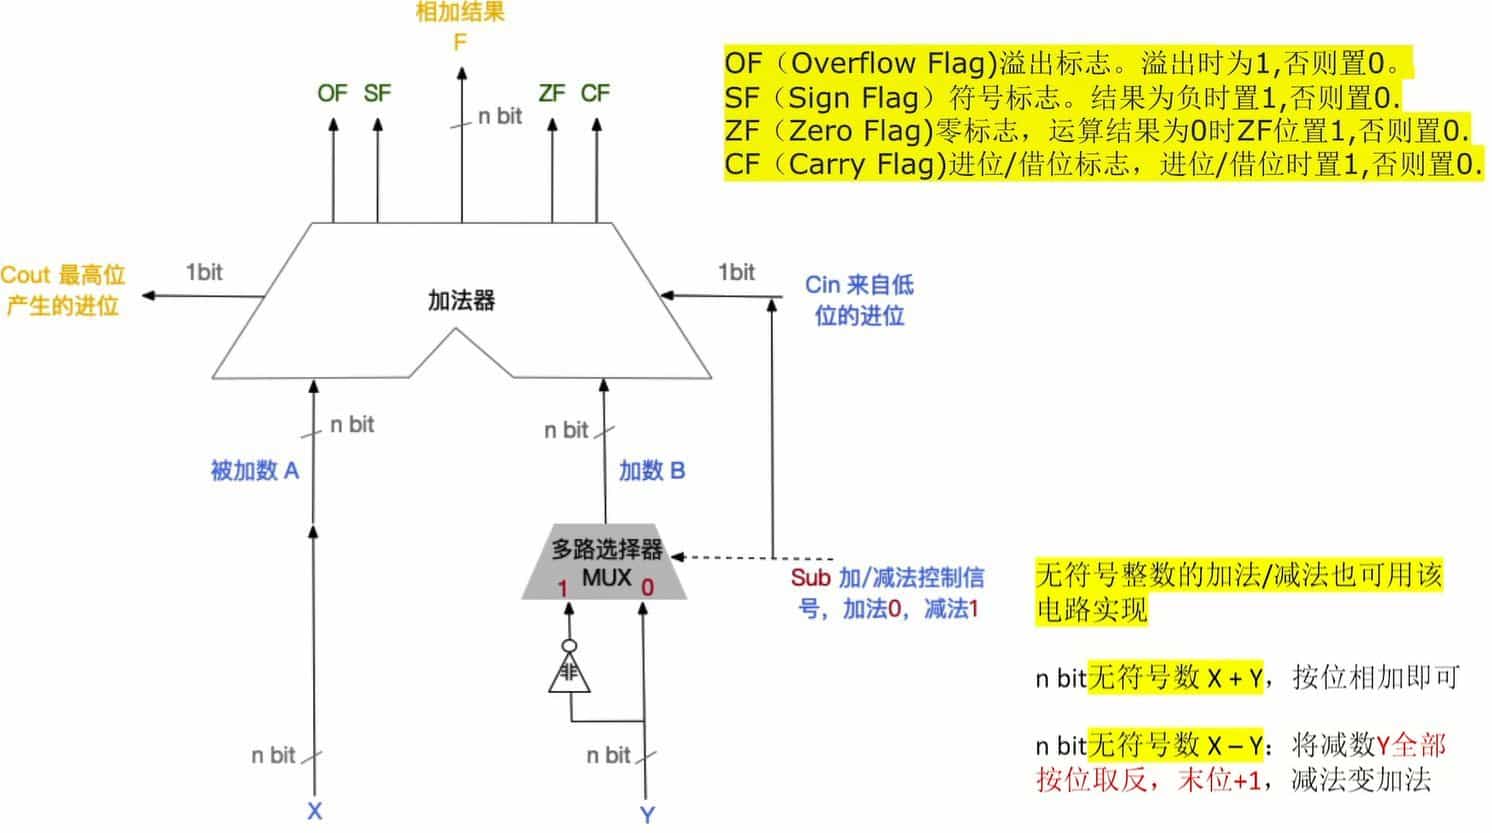 相加结果
F
OF SF
ZF CF
n bit
OF（Overflow Flag)溢出标志。溢出时为1,否则置0。
SF（Sign Flag）符号标志。结果为负时置1,否则置0.
ZF（Zero Flag)零标志，运算结果为0时ZF位置1,否则置0.
CF（Carry Flag)进位/借位标志，进位/借位时置1,否则置0.
Cout 最高位
产生的进位
1bit
加法器
1bit
Cin 来自低
位的进位
n bit
n bit
被加数 A
加数 B
多路选择器
MUX
1
0
Sub 加/减法控制信
号，加法0，减法1
非
n bit
n bit
X
Y
无符号整数的加法/减法也可用该
电路实现
n bit无符号数 X + Y，按位相加即可
n bit无符号数 X – Y：将减数Y全部
按位取反，末位+1，减法变加法